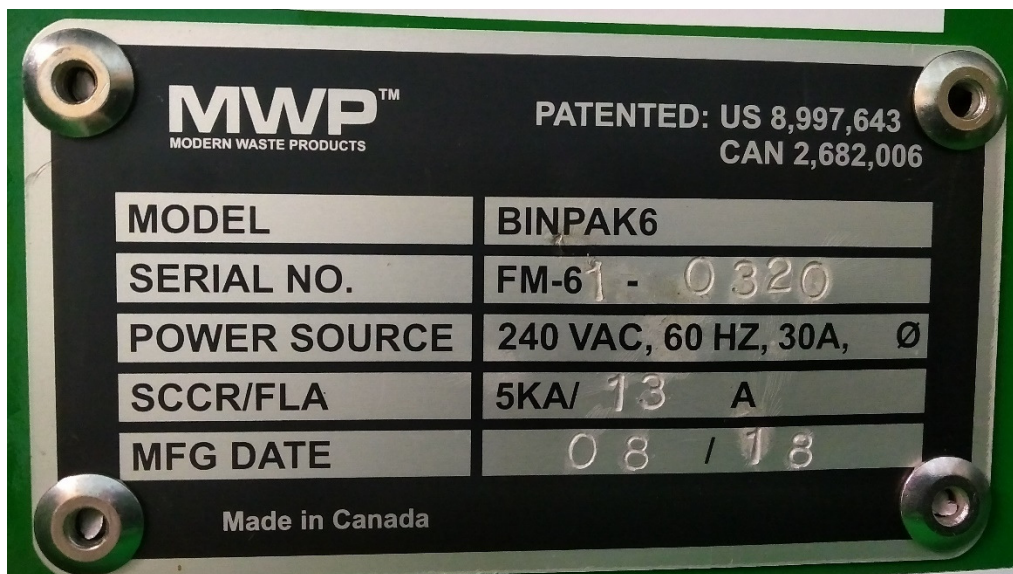 MWP™
MODERN WASTE PRODUCTS
PATENTED: US 8,997,643
CAN 2,682,006
MODEL BINPAK6
SERIAL NO. FM-61 - 0320
POWER SOURCE 240 VAC, 60 HZ, 30A, Ø
SCCR/FLA 5KA/ 13 A
MFG DATE 08 / 18
Made in Canada